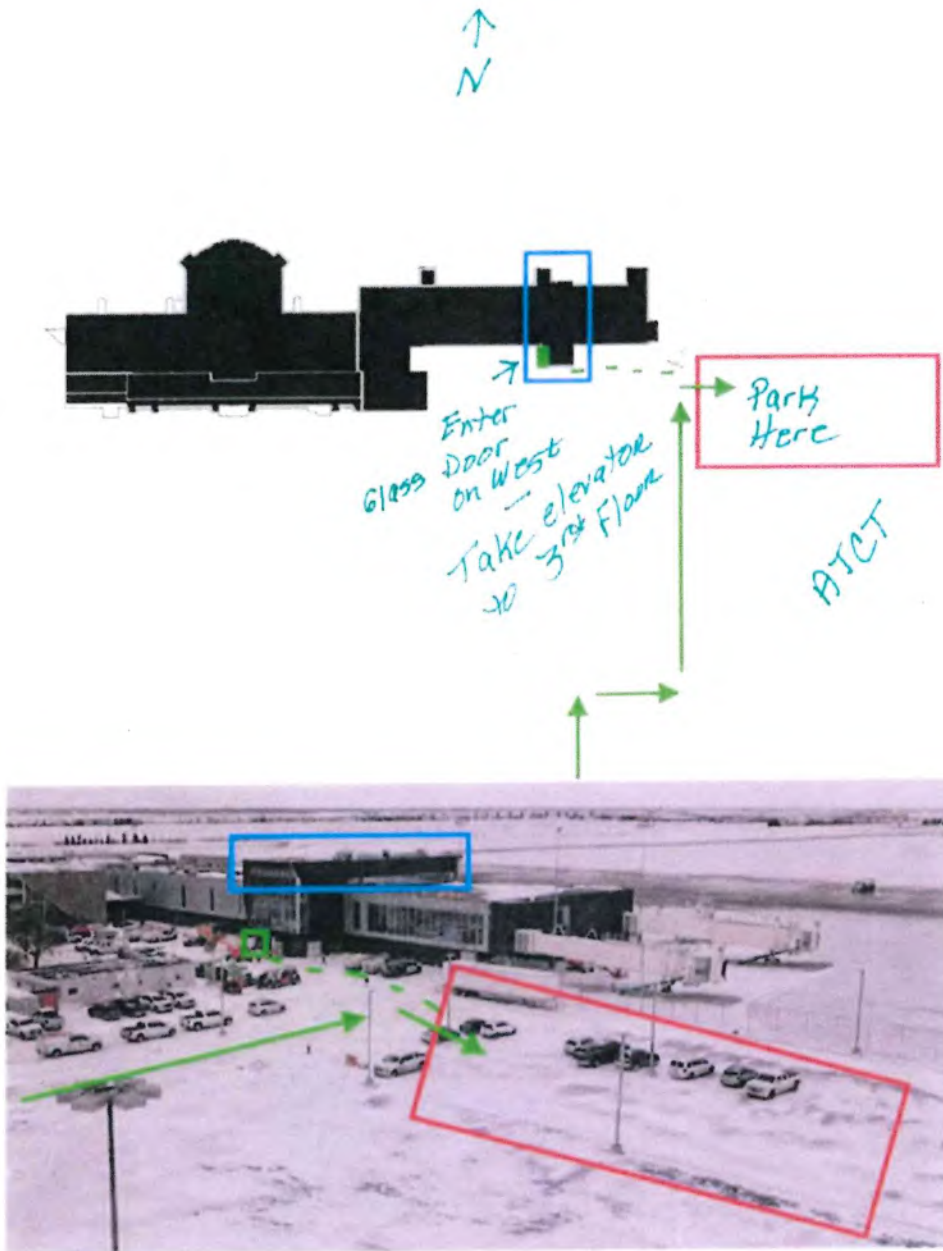 N
Park
Here
Enter
Glass Door
on West
Take elevator
to 3rd Floor
ATCT